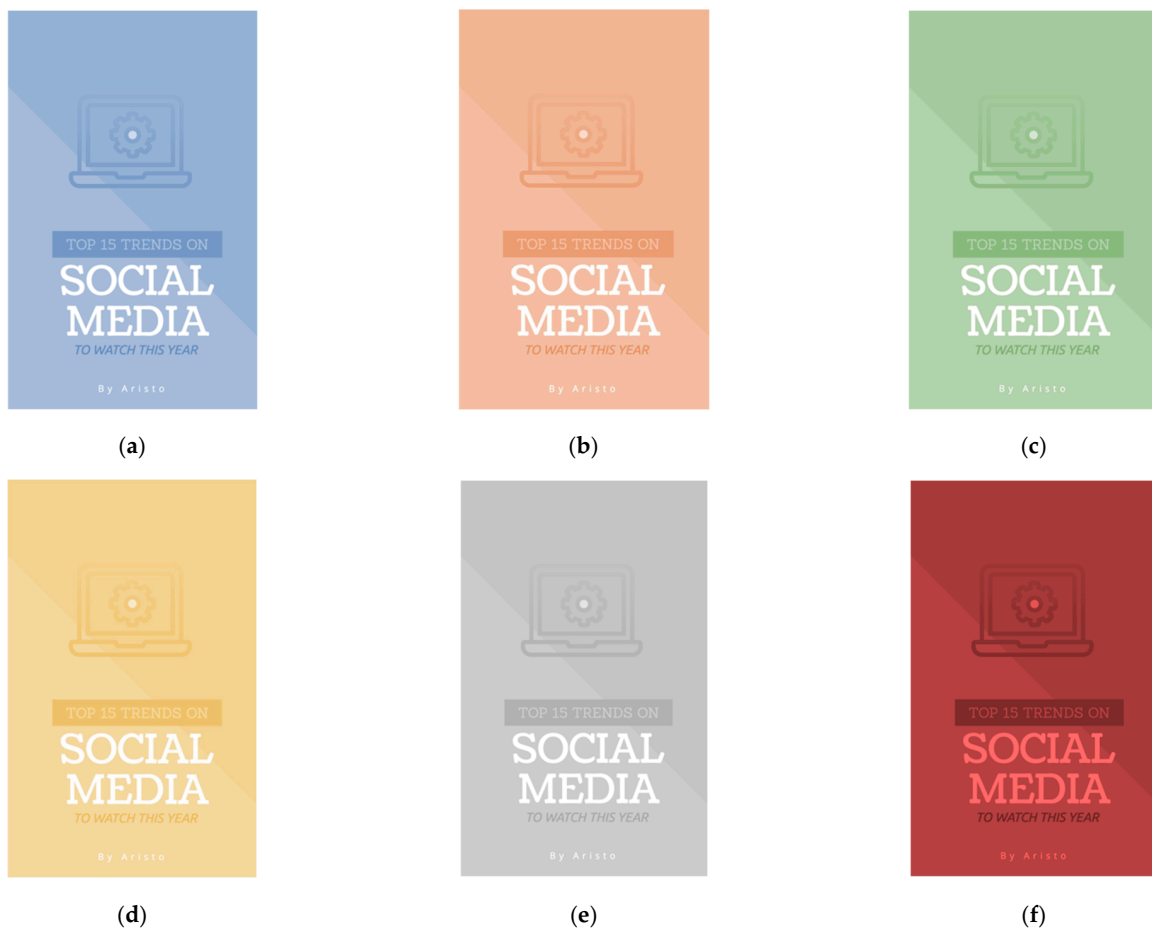 TOP 15 TRENDS ON
SOCIAL
MEDIA
TO WATCH THIS YEAR
By Aristo
(a)
TOP 15 TRENDS ON
SOCIAL
MEDIA
TO WATCH THIS YEAR
By Aristo
(b)
TOP 15 TRENDS ON
SOCIAL
MEDIA
TO WATCH THIS YEAR
By Aristo
(c)
TOP 15 TRENDS ON
SOCIAL
MEDIA
TO WATCH THIS YEAR
By Aristo
(d)
TOP 15 TRENDS ON
SOCIAL
MEDIA
TO WATCH THIS YEAR
By Aristo
(e)
TOP 15 TRENDS ON
SOCIAL
MEDIA
TO WATCH THIS YEAR
By Aristo
(f)